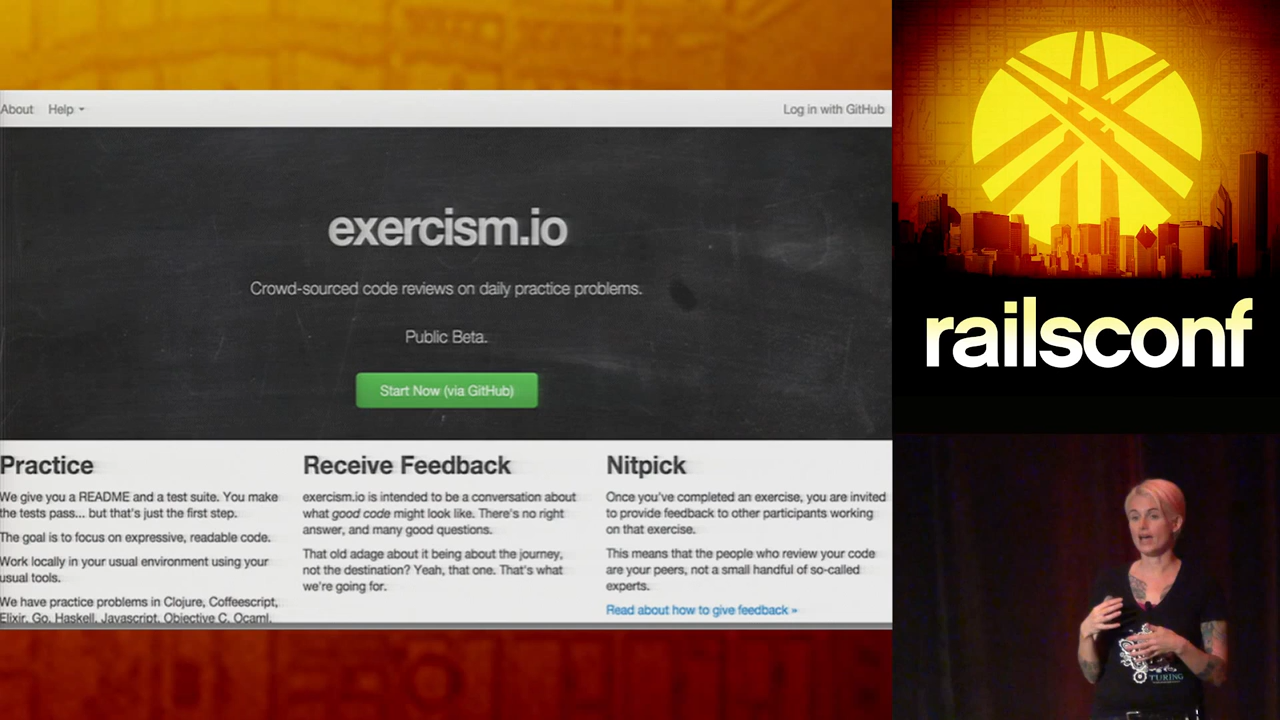 About Help Log in with GitHub
exercism.io
Crowd-sourced code reviews on daily practice problems.
Public Beta.
Start Now (via GitHub)
Practice
We give you a README and a test suite. You make
the tests pass... but that's just the first step.
The goal is to focus on expressive, readable code.
Work locally in your usual environment using your
usual tools.
We have practice problems in Clojure, Coffeescript,
Elixir, Go, Haskell, Javascript, Objective C, Ocaml,
Receive Feedback
exercism.io is intended to be a conversation about
what good code might look like. There's no right
answer, and many good questions.
That old adage about it being about the journey,
not the destination? Yeah, that one. That's what
we're going for.
Nitpick
Once you've completed an exercise, you are invited
to provide feedback to other participants working
on that exercise.
This means that the people who review your code
are your peers, not a small handful of so-called
experts.
Read about how to give feedback »
railsconf
TURING